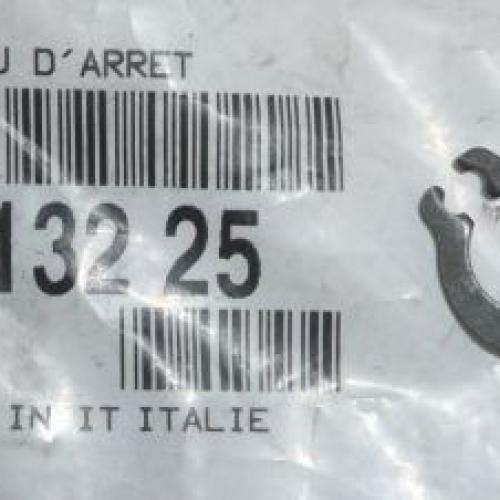 U D'ARRET
132 25
IN IT ITALIE